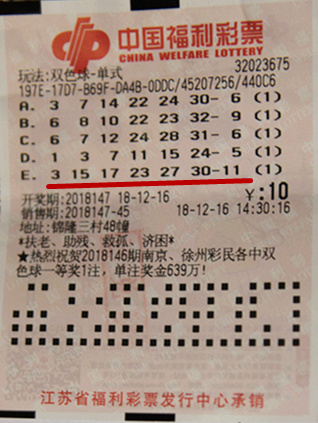 中国福利彩票
CHINA WELFARE LOTTERY
玩法:双色球-单式 32023675
197E-17D7-869F-DA4B-0DDC/45207256/440C6
A. 3 7 14 22 24 30- 6 (1)
B. 2 6 8 22 23 32- 9 (1)
C. 6 7 12 24 28 31- 6 (1)
D. 1 3 7 11 15 24- 5 (1)
E. 3 15 17 23 27 30-11 (1)
开奖期:2018147 18-12-16 ¥:10
销售期:2018147-45 18-12-16 14:30:16
地址:锦隆三村48幢
*扶老、助残、救孤、济困*
★热烈祝贺2018146期南京、徐州彩民各中双
色球一等奖1注,单注奖金639万!
江苏省福利彩票发行中心承销